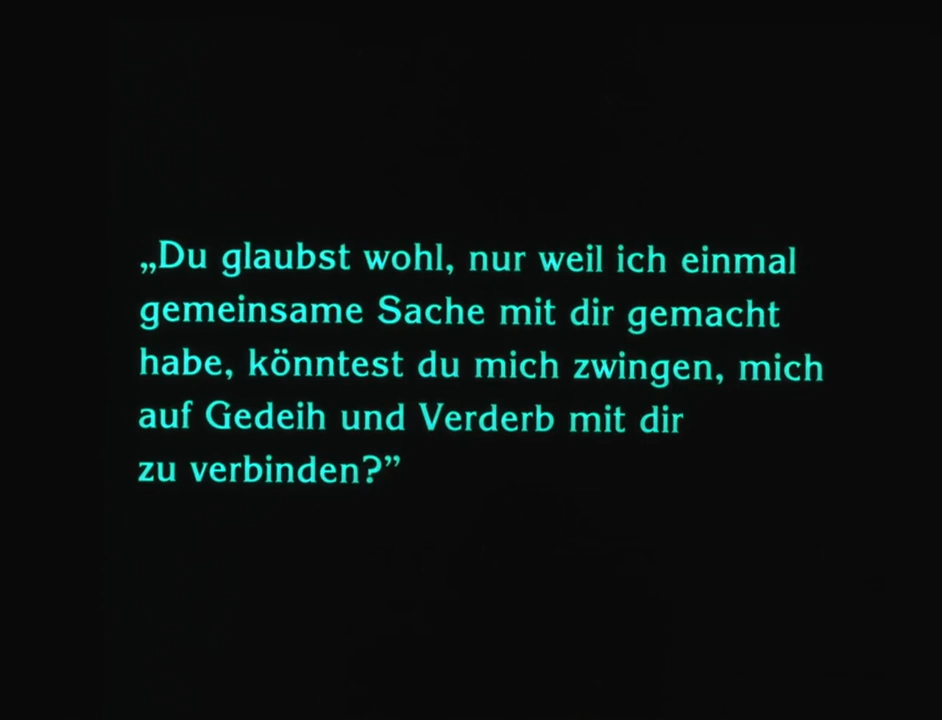 „Du glaubst wohl, nur weil ich einmal
gemeinsame Sache mit dir gemacht
habe, könntest du mich zwingen, mich
auf Gedeih und Verderb mit dir
zu verbinden?”